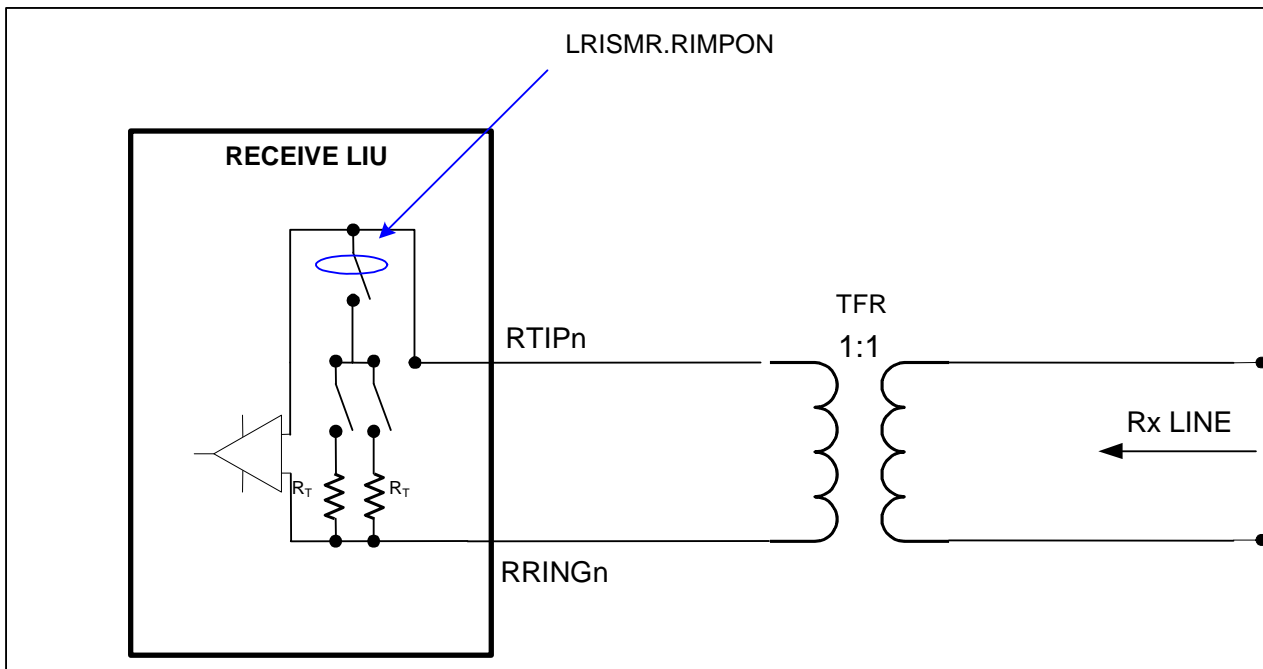 LRISMR.RIMPON
RECEIVE LIU
TFR
1:1
RTIPn
Rx LINE
RT
RT
RRINGn